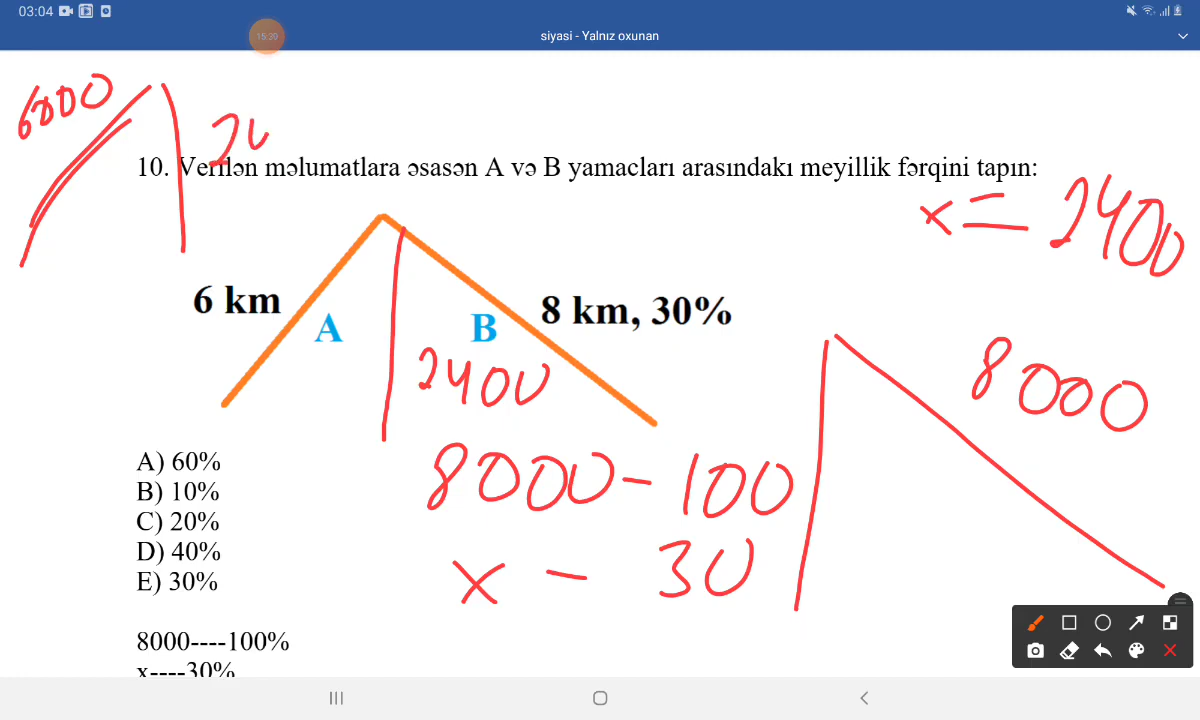 03:04
15:29
siyasi - Yalnız oxunan
6000
24
10. Verilən məlumatlara əsasən A və B yamacları arasındakı meyillik fərqini tapın:
x = 2400
6 km
A
B
8 km, 30%
2400
8000
8000 - 100
x - 30
A) 60%
B) 10%
C) 20%
D) 40%
E) 30%
8000----100%
x----30%